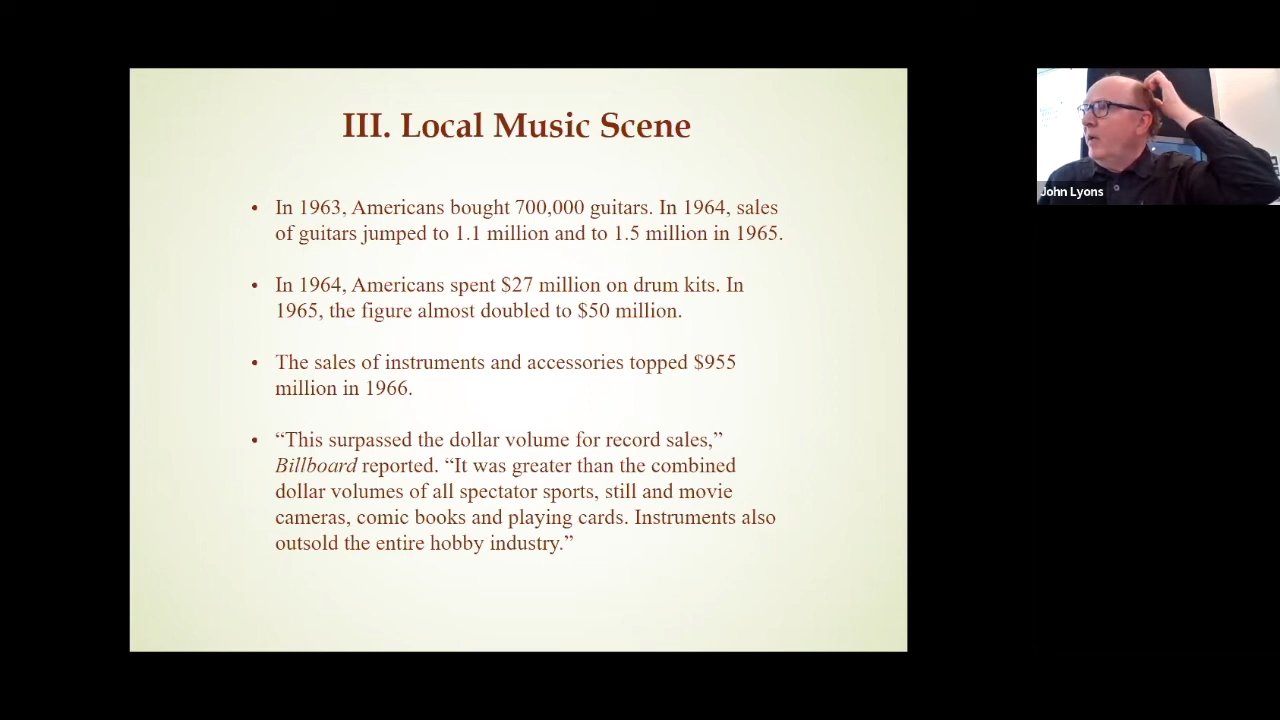 III. Local Music Scene
• In 1963, Americans bought 700,000 guitars. In 1964, sales
of guitars jumped to 1.1 million and to 1.5 million in 1965.
• In 1964, Americans spent $27 million on drum kits. In
1965, the figure almost doubled to $50 million.
• The sales of instruments and accessories topped $955
million in 1966.
• “This surpassed the dollar volume for record sales,”
Billboard reported. “It was greater than the combined
dollar volumes of all spectator sports, still and movie
cameras, comic books and playing cards. Instruments also
outsold the entire hobby industry.”
John Lyons